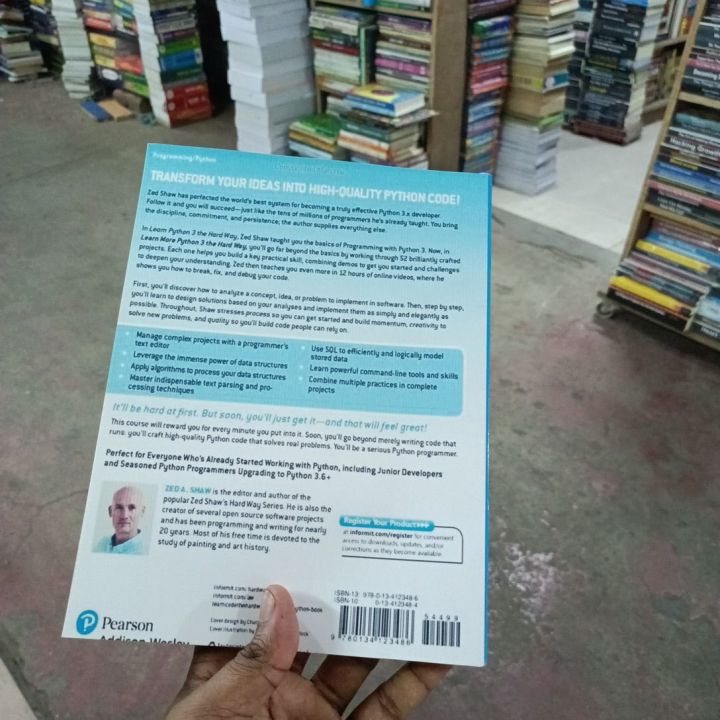 Programming/Python
TRANSFORM YOUR IDEAS INTO HIGH-QUALITY PYTHON CODE!
Zed Shaw has perfected the world's best system for becoming a truly effective Python 3.x developer.
Follow it and you will succeed—just like the tens of millions of programmers he's already taught. You bring
the discipline, commitment, and persistence; the author supplies everything else.
In Learn Python 3 the Hard Way, Zed Shaw taught you the basics of Programming with Python 3. Now, in
Learn More Python 3 the Hard Way, you'll go far beyond the basics by working through 52 brilliantly crafted
projects. Each one helps you build a key practical skill, combining demos to get you started and challenges
to deepen your understanding. Zed then teaches you even more in 12 hours of online videos, where he
shows you how to break, fix, and debug your code.
First, you'll discover how to analyze a concept, idea, or problem to implement in software. Then, step by step,
you'll learn to design solutions based on your analyses and implement them as simply and elegantly as
possible. Throughout, Shaw stresses process so you can get started and build momentum, creativity to
solve new problems, and quality so you'll build code people can rely on.
• Manage complex projects with a programmer's
text editor
• Leverage the immense power of data structures
• Apply algorithms to process your data structures
• Master indispensable text parsing and pro-
cessing techniques
• Use SQL to efficiently and logically model
stored data
• Learn powerful command-line tools and skills
• Combine multiple practices in complete
projects
It'll be hard at first. But soon, you'll just get it—and that will feel great!
This course will reward you for every minute you put into it. Soon, you'll go beyond merely writing code that
runs: you'll craft high-quality Python code that solves real problems. You'll be a serious Python programmer.
Perfect for Everyone Who's Already Started Working with Python, including Junior Developers
and Seasoned Python Programmers Upgrading to Python 3.6+
ZED A. SHAW is the editor and author of the
popular Zed Shaw's Hard Way Series. He is also the
creator of several open source software projects
and has been programming and writing for nearly
20 years. Most of his free time is devoted to the
study of painting and art history.
Register Your Product>>>
at informit.com/register for convenient
access to downloads, updates, and/or
corrections as they become available.
informit.com/
informit.com/
learncodethehardw
ython-book
Cover design by
Cover illustration by
ISBN-13: 978-0-13-412348-6
ISBN-10: 0-13-412348-4
54499
9 780134 123486
Pearson
Addison-Wesley